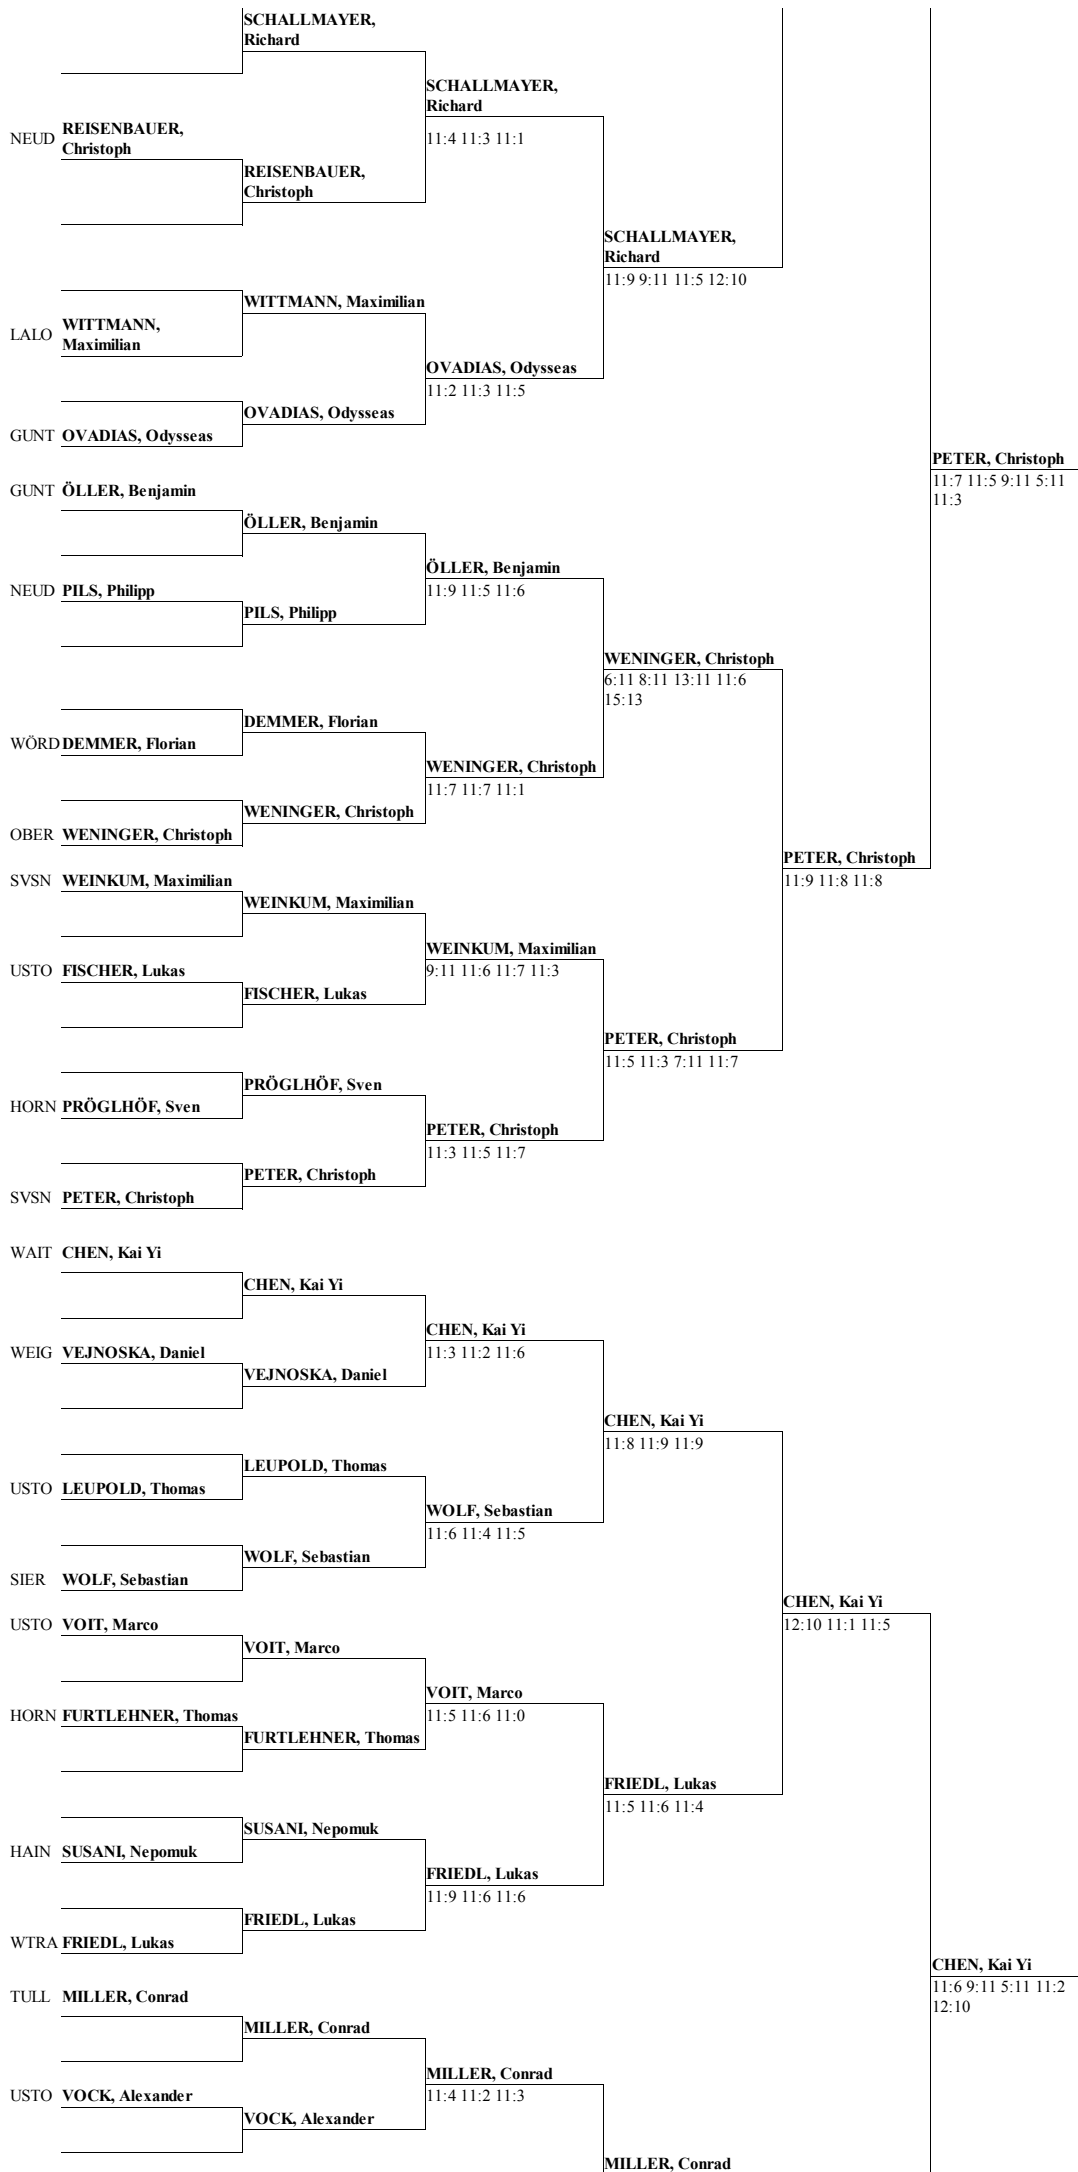 SCHALLMAYER,
Richard
SCHALLMAYER,
Richard
11:4 11:3 11:1
NEUD REISENBAUER,
Christoph
REISENBAUER,
Christoph
SCHALLMAYER,
Richard
11:9 9:11 11:5 12:10
WITTMANN, Maximilian
LALO WITTMANN,
Maximilian
OVADIAS, Odysseas
11:2 11:3 11:5
OVADIAS, Odysseas
GUNT OVADIAS, Odysseas
PETER, Christoph
11:7 11:5 9:11 5:11
11:3
GUNT ÖLLER, Benjamin
ÖLLER, Benjamin
ÖLLER, Benjamin
11:9 11:5 11:6
NEUD PILS, Philipp
PILS, Philipp
WENINGER, Christoph
6:11 8:11 13:11 11:6
15:13
DEMMER, Florian
WÖRD DEMMER, Florian
WENINGER, Christoph
11:7 11:7 11:1
WENINGER, Christoph
OBER WENINGER, Christoph
PETER, Christoph
11:9 11:8 11:8
SVSN WEINKUM, Maximilian
WEINKUM, Maximilian
WEINKUM, Maximilian
9:11 11:6 11:7 11:3
USTO FISCHER, Lukas
FISCHER, Lukas
PETER, Christoph
11:5 11:3 7:11 11:7
PRÖGLHÖF, Sven
HORN PRÖGLHÖF, Sven
PETER, Christoph
11:3 11:5 11:7
PETER, Christoph
SVSN PETER, Christoph
WAIT CHEN, Kai Yi
CHEN, Kai Yi
CHEN, Kai Yi
11:3 11:2 11:6
WEIG VEJNOSKA, Daniel
VEJNOSKA, Daniel
CHEN, Kai Yi
11:8 11:9 11:9
LEUPOLD, Thomas
USTO LEUPOLD, Thomas
WOLF, Sebastian
11:6 11:4 11:5
WOLF, Sebastian
SIER WOLF, Sebastian
CHEN, Kai Yi
12:10 11:1 11:5
USTO VOIT, Marco
VOIT, Marco
VOIT, Marco
11:5 11:6 11:0
HORN FURTLEHNER, Thomas
FURTLEHNER, Thomas
FRIEDL, Lukas
11:5 11:6 11:4
SUSANI, Nepomuk
HAIN SUSANI, Nepomuk
FRIEDL, Lukas
11:9 11:6 11:6
FRIEDL, Lukas
WTRA FRIEDL, Lukas
CHEN, Kai Yi
11:6 9:11 5:11 11:2
12:10
TULL MILLER, Conrad
MILLER, Conrad
MILLER, Conrad
11:4 11:2 11:3
USTO VOCK, Alexander
VOCK, Alexander
MILLER, Conrad